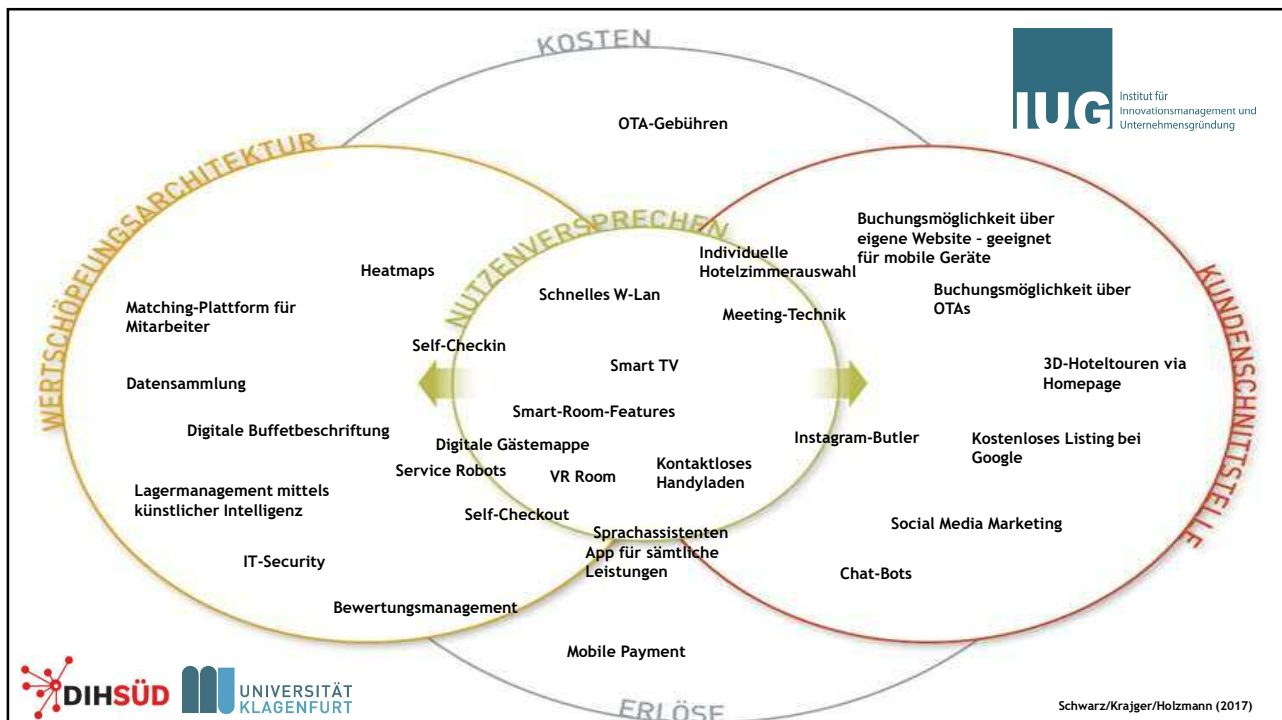 KOSTEN
IUG
Institut für
Innovationsmanagement und
Unternehmensgründung
OTA-Gebühren
WERTSCHÖPFUNGSARCHITEKTUR
NUTZENVERSPRECHEN
KUNDENSCHNITTSTELLE
Buchungsmöglichkeit über
eigene Website - geeignet
für mobile Geräte
Individuelle
Hotelzimmerauswahl
Heatmaps
Schnelles W-Lan
Buchungsmöglichkeit über
OTAs
Matching-Plattform für
Mitarbeiter
Meeting-Technik
Self-Checkin
Smart TV
3D-Hoteltouren via
Homepage
Datensammlung
Smart-Room-Features
Digitale Buffetbeschriftung
Digitale Gästemappe
Instagram-Butler
Kostenloses Listing bei
Google
Service Robots
VR Room
Kontaktloses
Handyladen
Lagermanagement mittels
künstlicher Intelligenz
Self-Checkout
Sprachassistenten
App für sämtliche
Leistungen
Social Media Marketing
IT-Security
Chat-Bots
Bewertungsmanagement
Mobile Payment
ERLÖSE
DIHSÜD
UNIVERSITÄT
KLAGENFURT
Schwarz/Krajger/Holzmann (2017)